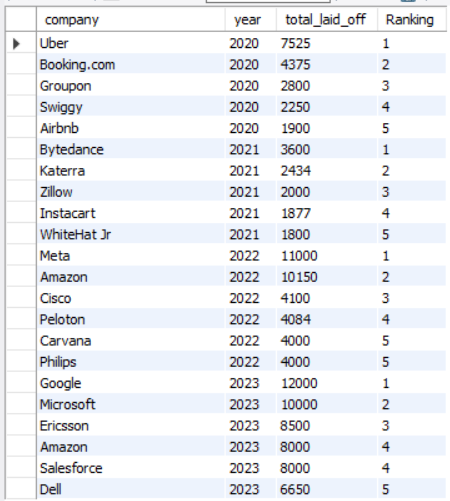 company year total_laid_off Ranking
Uber 2020 7525 1
Booking.com 2020 4375 2
Groupon 2020 2800 3
Swiggy 2020 2250 4
Airbnb 2020 1900 5
Bytedance 2021 3600 1
Katerra 2021 2434 2
Zillow 2021 2000 3
Instacart 2021 1877 4
WhiteHat Jr 2021 1800 5
Meta 2022 11000 1
Amazon 2022 10150 2
Cisco 2022 4100 3
Peloton 2022 4084 4
Carvana 2022 4000 5
Philips 2022 4000 5
Google 2023 12000 1
Microsoft 2023 10000 2
Ericsson 2023 8500 3
Amazon 2023 8000 4
Salesforce 2023 8000 4
Dell 2023 6650 5